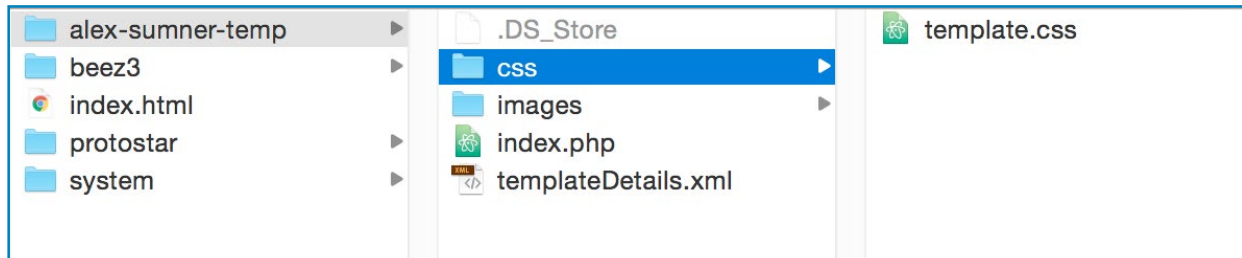 alex-sumner-temp
beez3
index.html
protostar
system
.DS_Store
css
images
index.php
XML
templateDetails.xml
template.css